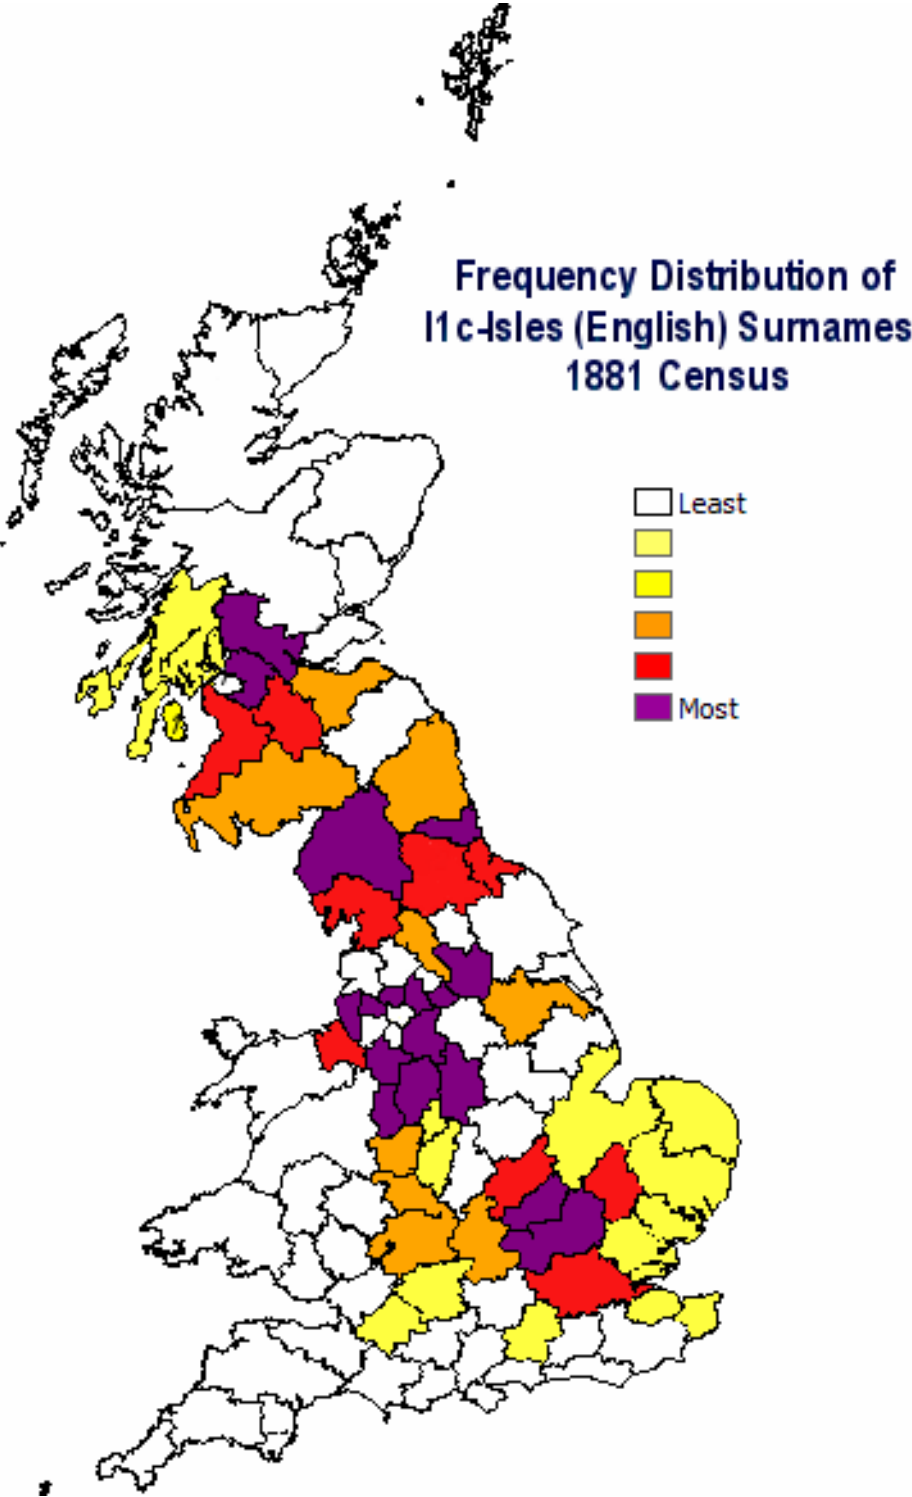 Frequency Distribution of
I1c-Isles (English) Surnames
1881 Census
Least
Most